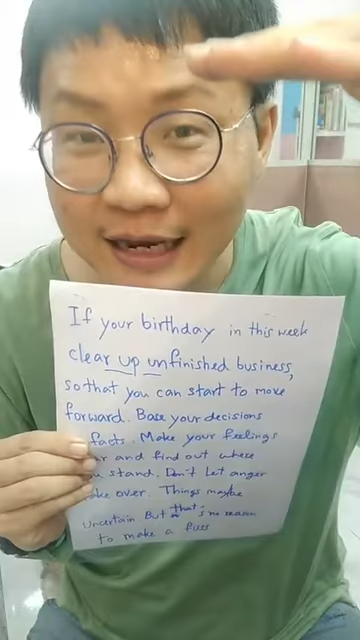 If your birthday in this week
clear up unfinished business,
so that you can start to move
forward. Base your decisions
facts. Make your feelings
and find out where
stand. Don't let anger
over. Things maybe
Uncertain But that's no reason
to make a fuss